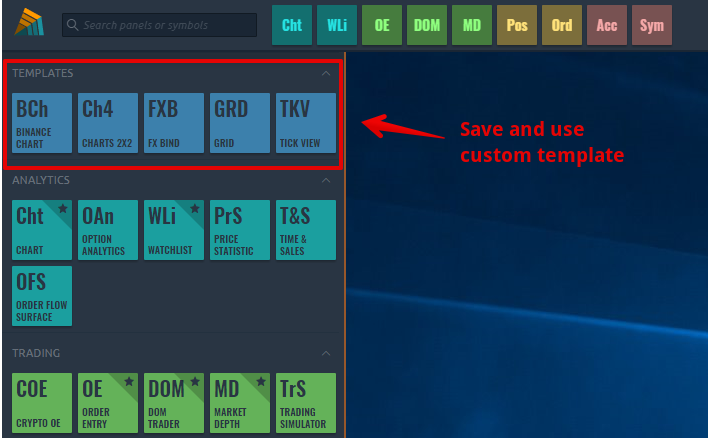 Search panels or symbols
Cht WLi OE DOM MD Pos Ord Acc Sym
TEMPLATES
BCh Ch4 FXB GRD TKV
BINANCE
CHART CHARTS 2X2 FX BIND GRID TICK VIEW
Save and use
custom template
ANALYTICS
Cht OAn WLi PrS T&S
CHART
OPTION
ANALYTICS
WATCHLIST
PRICE
STATISTIC
TIME &
SALES
OFS
ORDER FLOW
SURFACE
TRADING
COE OE DOM MD TrS
CRYPTO OE
ORDER
ENTRY
DOM
TRADER
MARKET
DEPTH
TRADING
SIMULATOR